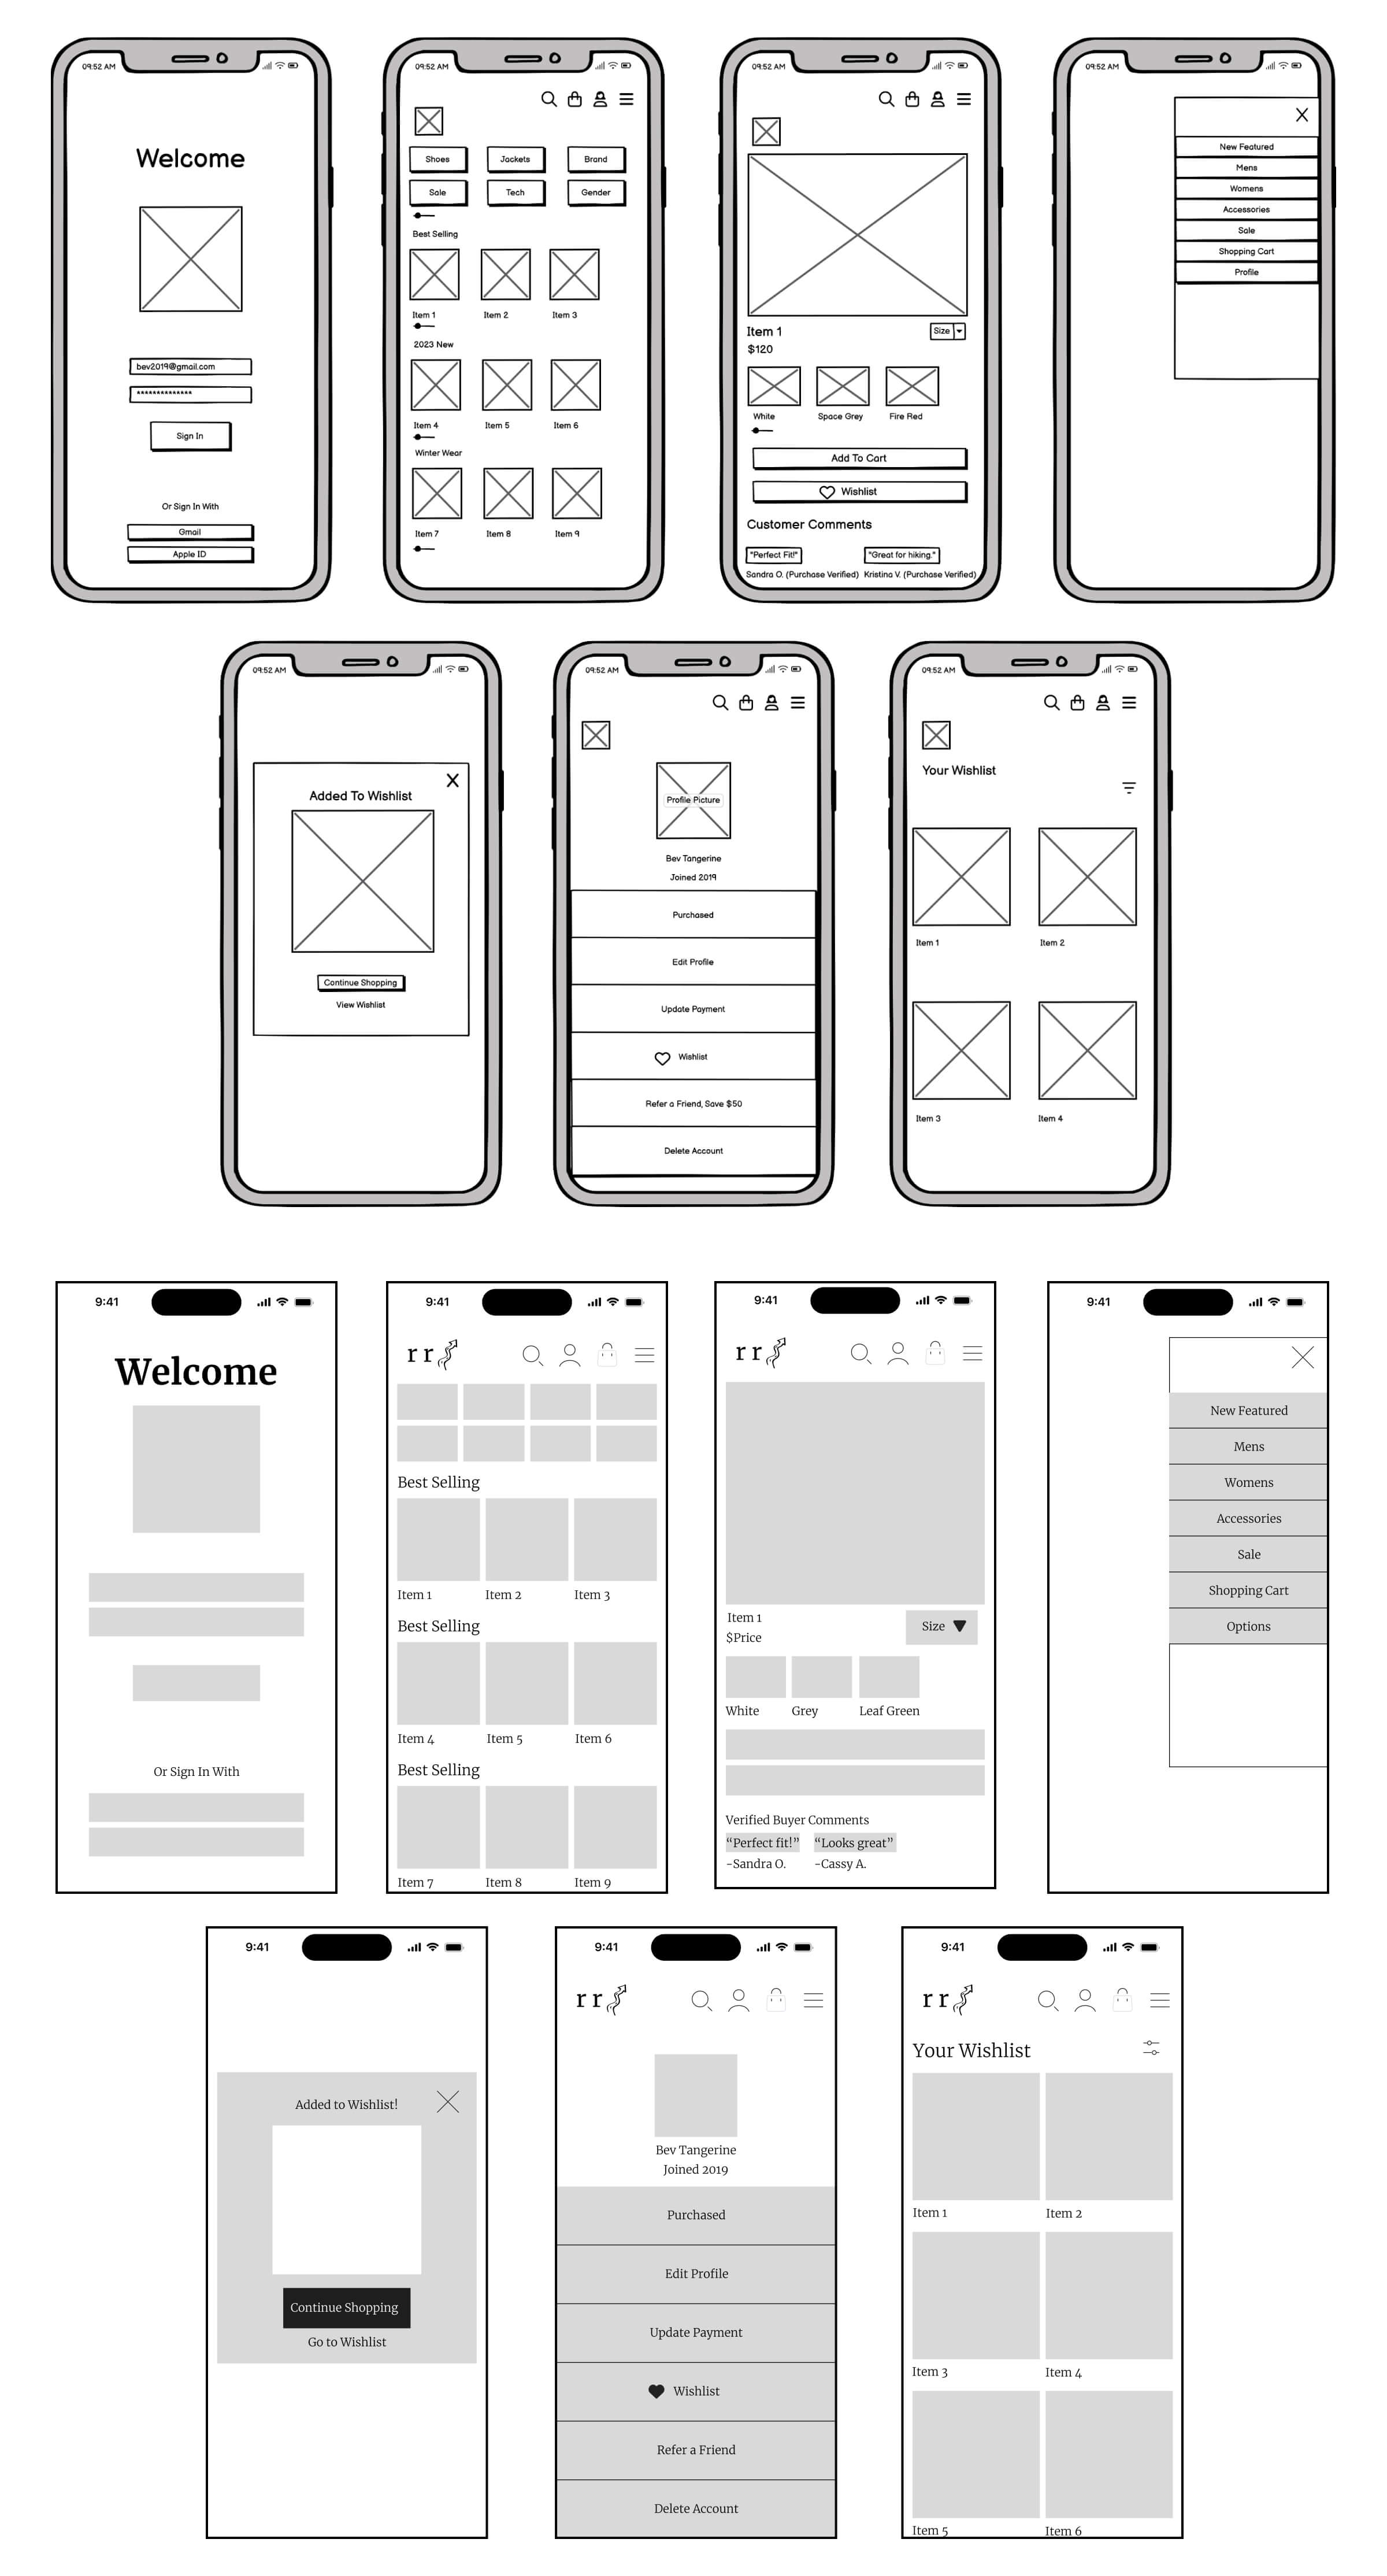 09:52 AM
Welcome
bev2019@gmail.com
**************
Sign In
Or Sign In With
Gmail
Apple ID
09:52 AM
Shoes Jackets Brand
Sale Tech Gender
Best Selling
Item 1 Item 2 Item 3
2023 New
Item 4 Item 5 Item 6
Winter Wear
Item 7 Item 8 Item 9
09:52 AM
Item 1 Size
$120
White Space Grey Fire Red
Add To Cart
Wishlist
Customer Comments
"Perfect Fit!" "Great for hiking."
Sandra O. (Purchase Verified) Kristina V. (Purchase Verified)
09:52 AM
X
New Featured
Mens
Womens
Accessories
Sale
Shopping Cart
Profile
09:52 AM
X
Added To Wishlist
Continue Shopping
View Wishlist
09:52 AM
Profile Picture
Bev Tangerine
Joined 2019
Purchased
Edit Profile
Update Payment
Wishlist
Refer a Friend, Save $50
Delete Account
09:52 AM
Your Wishlist
Item 1 Item 2
Item 3 Item 4
9:41
Welcome
Or Sign In With
9:41
r r
Best Selling
Item 1 Item 2 Item 3
Best Selling
Item 4 Item 5 Item 6
Best Selling
Item 7 Item 8 Item 9
9:41
r r
Item 1 Size
$Price
White Grey Leaf Green
Verified Buyer Comments
“Perfect fit!” “Looks great”
-Sandra O. -Cassy A.
9:41
New Featured
Mens
Womens
Accessories
Sale
Shopping Cart
Options
9:41
Added to Wishlist!
Continue Shopping
Go to Wishlist
9:41
r r
Bev Tangerine
Joined 2019
Purchased
Edit Profile
Update Payment
Wishlist
Refer a Friend
Delete Account
9:41
r r
Your Wishlist
Item 1 Item 2
Item 3 Item 4
Item 5 Item 6